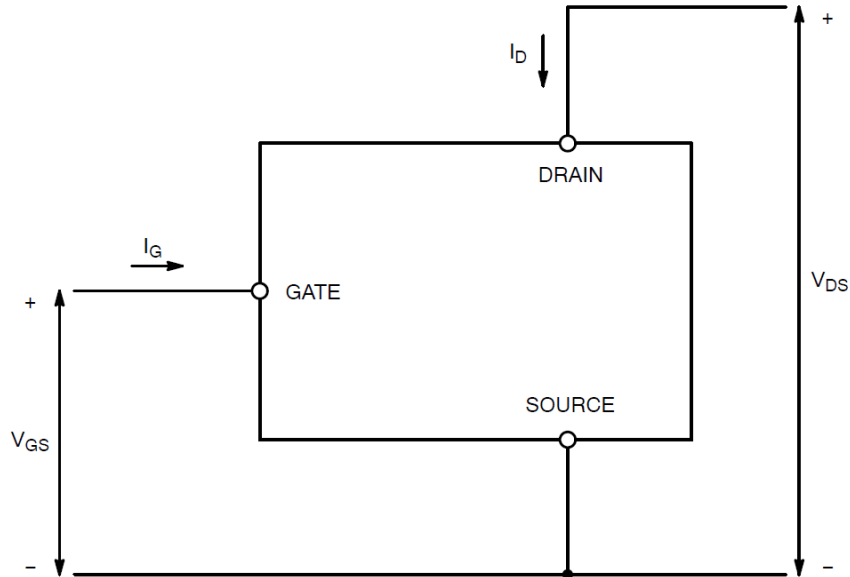 +
I_D
DRAIN
I_G
V_DS
+
GATE
SOURCE
V_GS
−
−